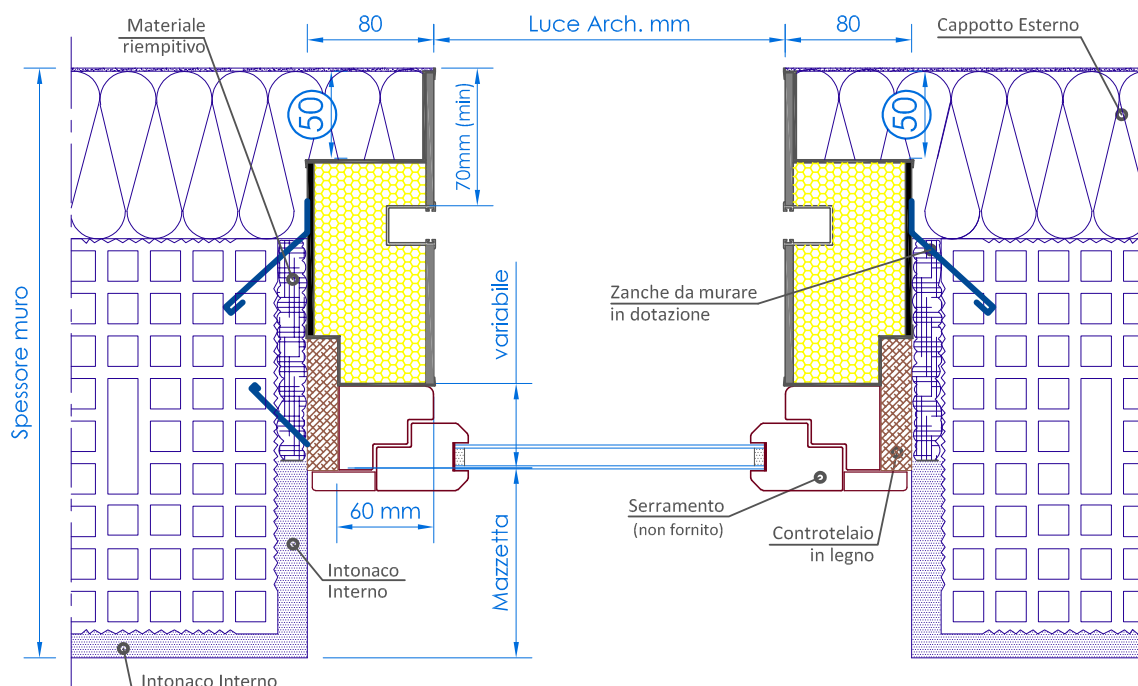 Materiale
riempitivo
80
Luce Arch. mm
80
Cappotto Esterno
50
70mm (min)
50
Spessore muro
variabile
Zanche da murare
in dotazione
60 mm
Serramento
(non fornito)
Controtelaio
in legno
Mazzetta
Intonaco
Interno
Intonaco Interno